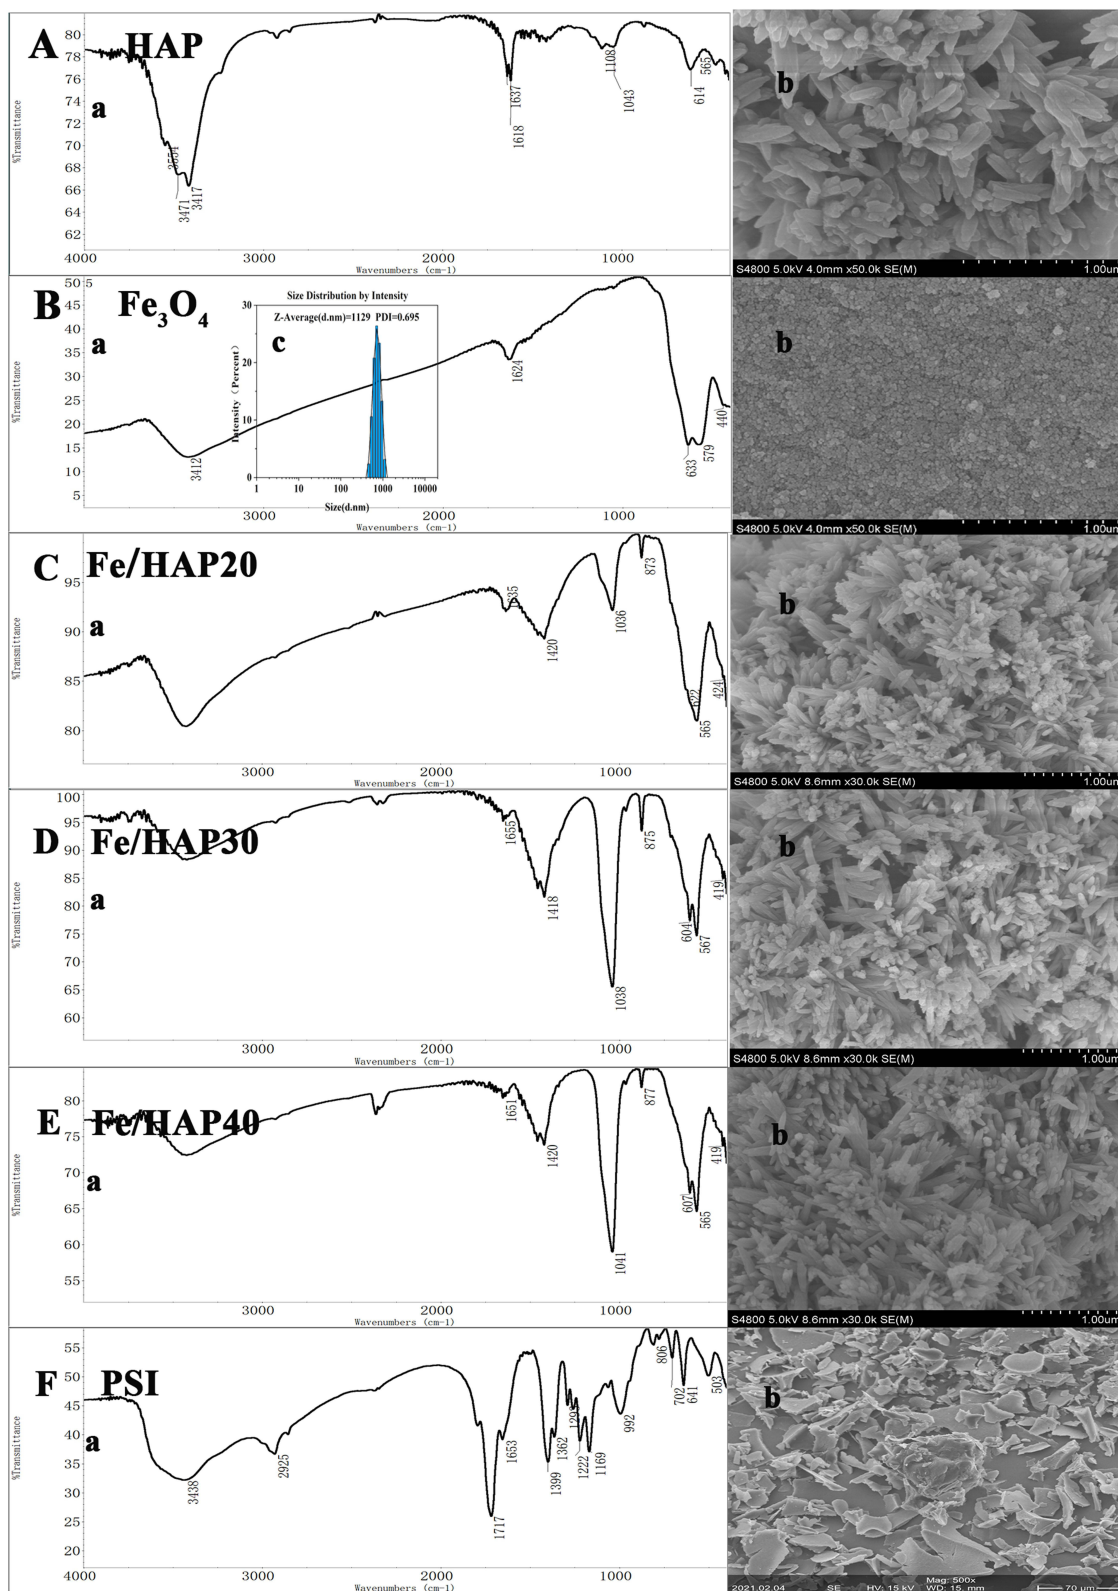 A
HAP
a
%Transmittance
80
78
76
74
72
70
68
66
64
62
3554
3471
3417
1637
1618
1108
1043
614
565
4000
3000
2000
1000
Wavenumbers (cm-1)
b
S4800 5.0kV 4.0mm x50.0k SE(M)
1.00um
B
Fe3O4
a
%Transmittance
50
5
45
40
35
30
25
20
15
10
5
3412
1624
633
579
440
Size Distribution by Intensity
Z-Average(d.nm)=1129 PDI=0.695
c
Intensity (Percent)
30
20
10
0
1
10
100
1000
10000
Size(d.nm)
3000
2000
1000
Wavenumbers (cm-1)
b
S4800 5.0kV 4.0mm x50.0k SE(M)
1.00um
C
Fe/HAP20
a
%Transmittance
95
90
85
80
1635
1420
1036
873
622
565
424
3000
2000
1000
Wavenumbers (cm-1)
b
S4800 5.0kV 8.6mm x30.0k SE(M)
1.00um
D
Fe/HAP30
a
%Transmittance
100
95
90
85
80
75
70
65
60
1655
1418
1038
875
604
567
419
3000
2000
1000
Wavenumbers (cm-1)
b
S4800 5.0kV 8.6mm x30.0k SE(M)
1.00um
E
Fe/HAP40
a
%Transmittance
80
75
70
65
60
55
1651
1420
1041
877
607
565
419
3000
2000
1000
Wavenumbers (cm-1)
b
S4800 5.0kV 8.6mm x30.0k SE(M)
1.00um
F
PSI
a
%Transmittance
55
50
45
40
35
30
25
20
3438
2925
1717
1653
1399
1362
1222
1169
992
806
702
641
503
4000
3000
2000
1000
Wavenumbers (cm-1)
b
2021.02.04
SE
HV: 15 kV
Mag: 500x
WD: 15. mm
70 um